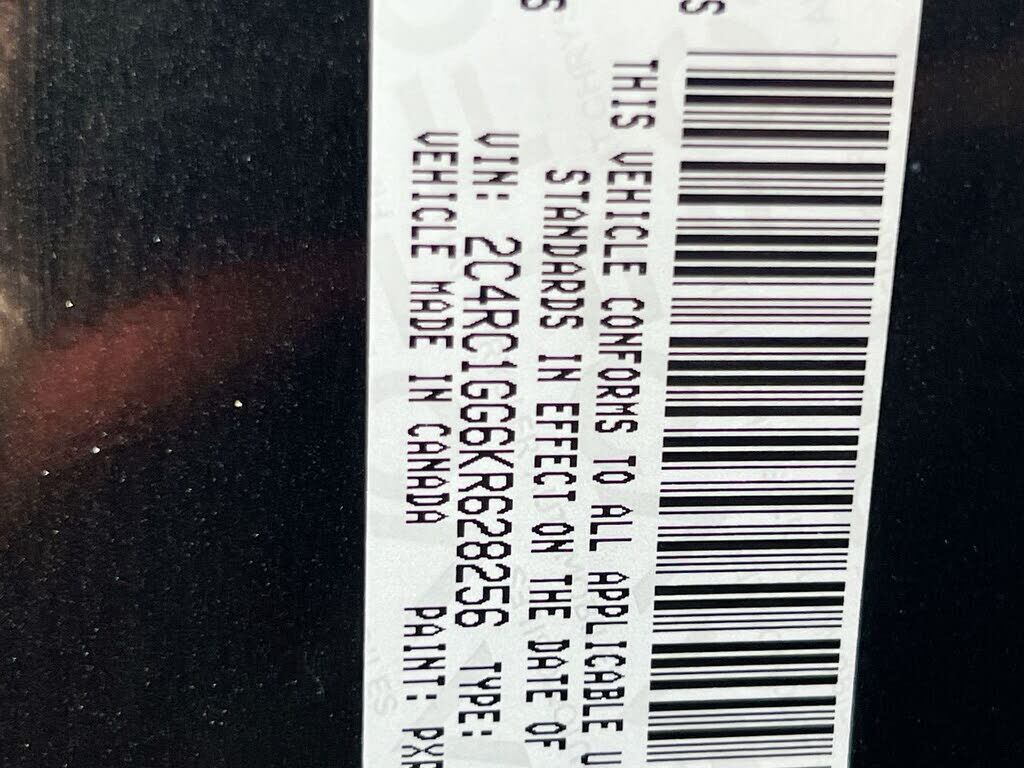 THIS VEHICLE CONFORMS TO ALL APPLICABLE U
STANDARDS IN EFFECT ON THE DATE OF
VIN: 2C4RC1GG6KR628256 TYPE:
VEHICLE MADE IN CANADA PAINT: PXR